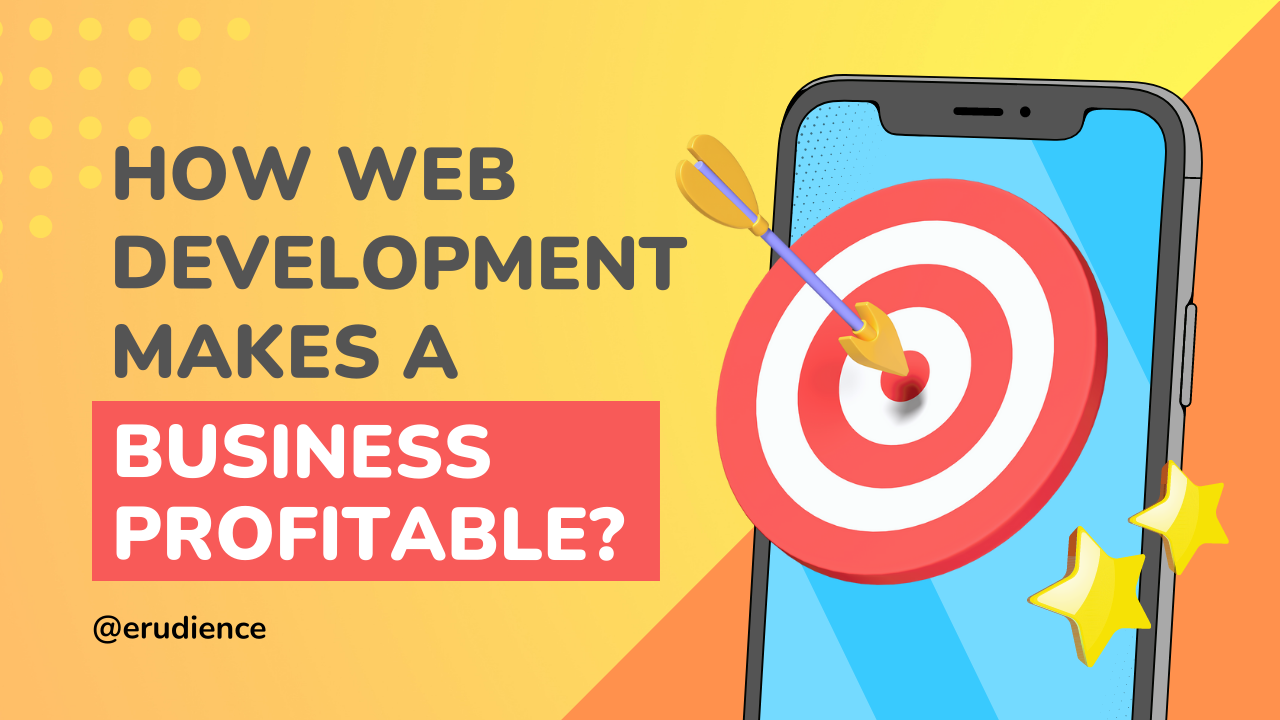 HOW WEB
DEVELOPMENT
MAKES A
BUSINESS
PROFITABLE?
@erudience